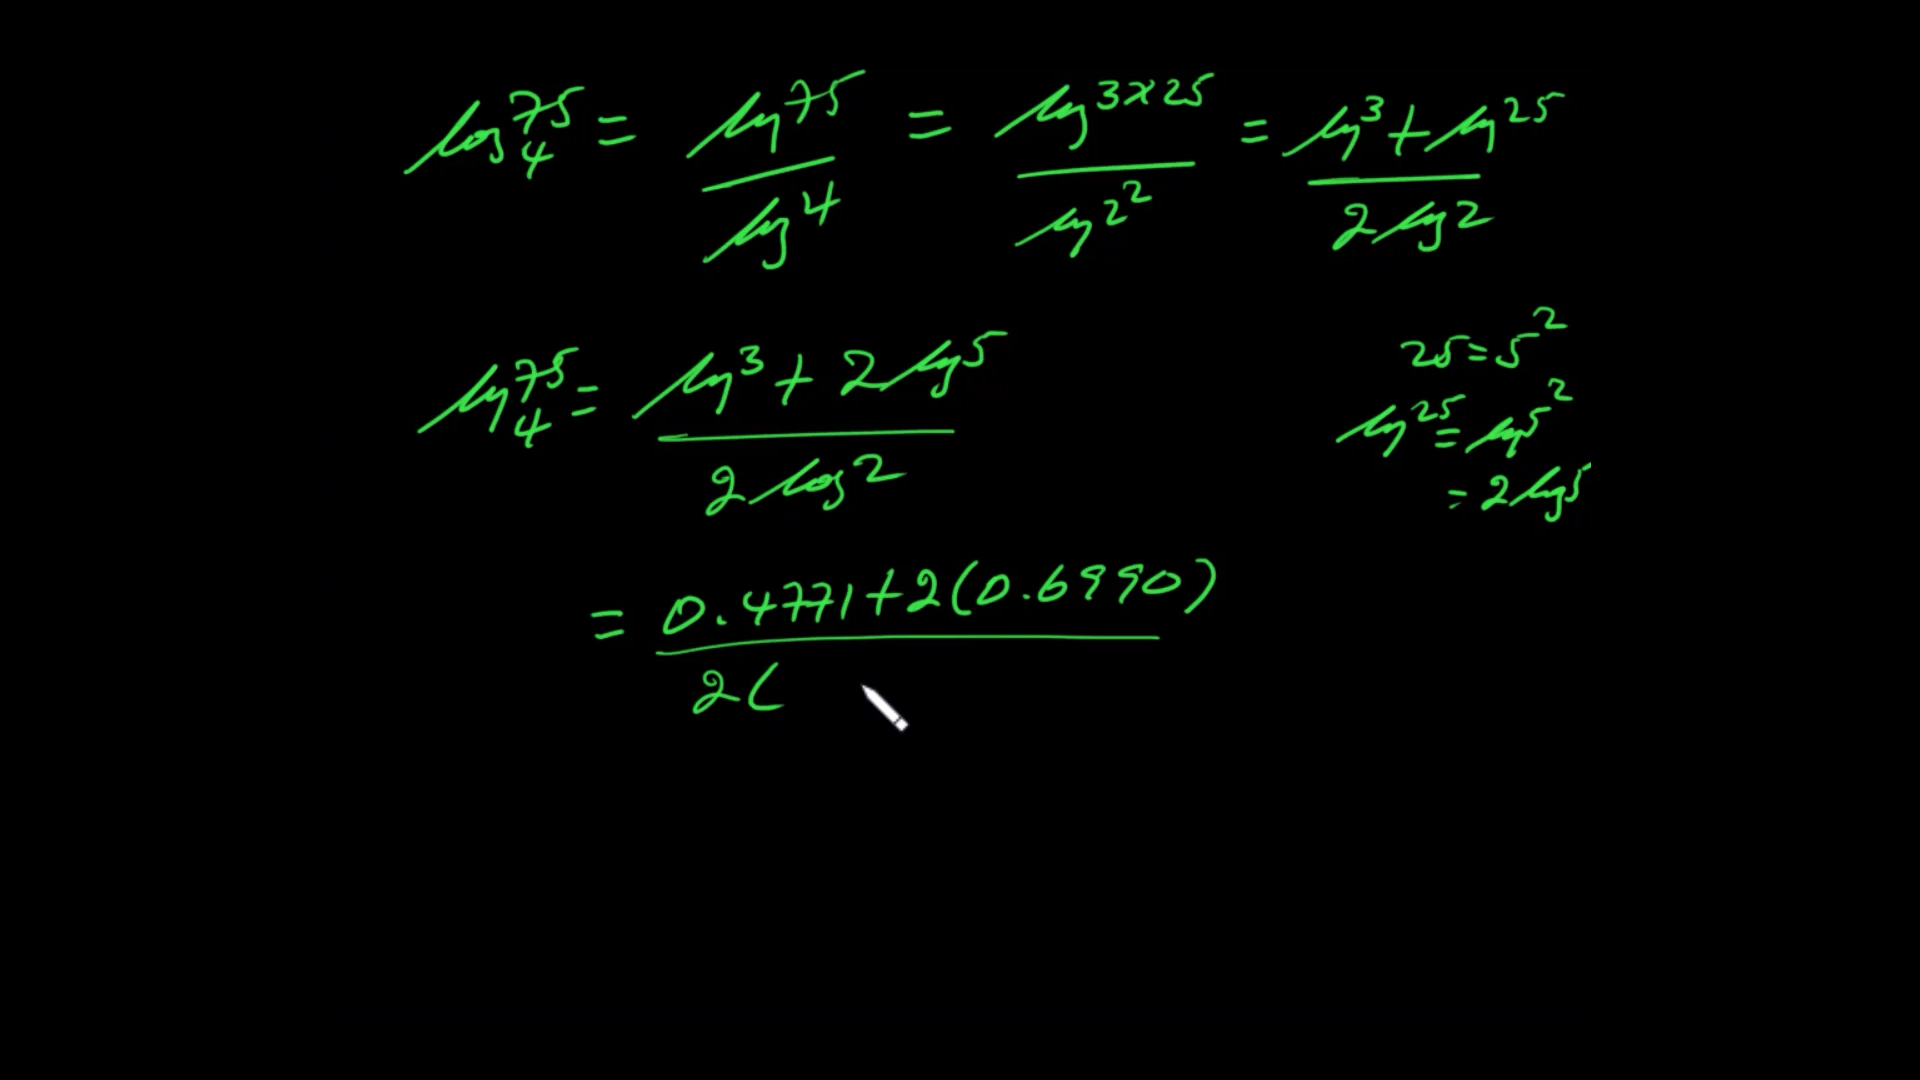 log₄75 = log75/log4 = log3×25/log2² = log3 + log25/2log2
25 = 5²
log₄75 = log3 + 2log5/2log2
log25 = log5²
= 2log5
= 0.4771 + 2(0.6990)/2(